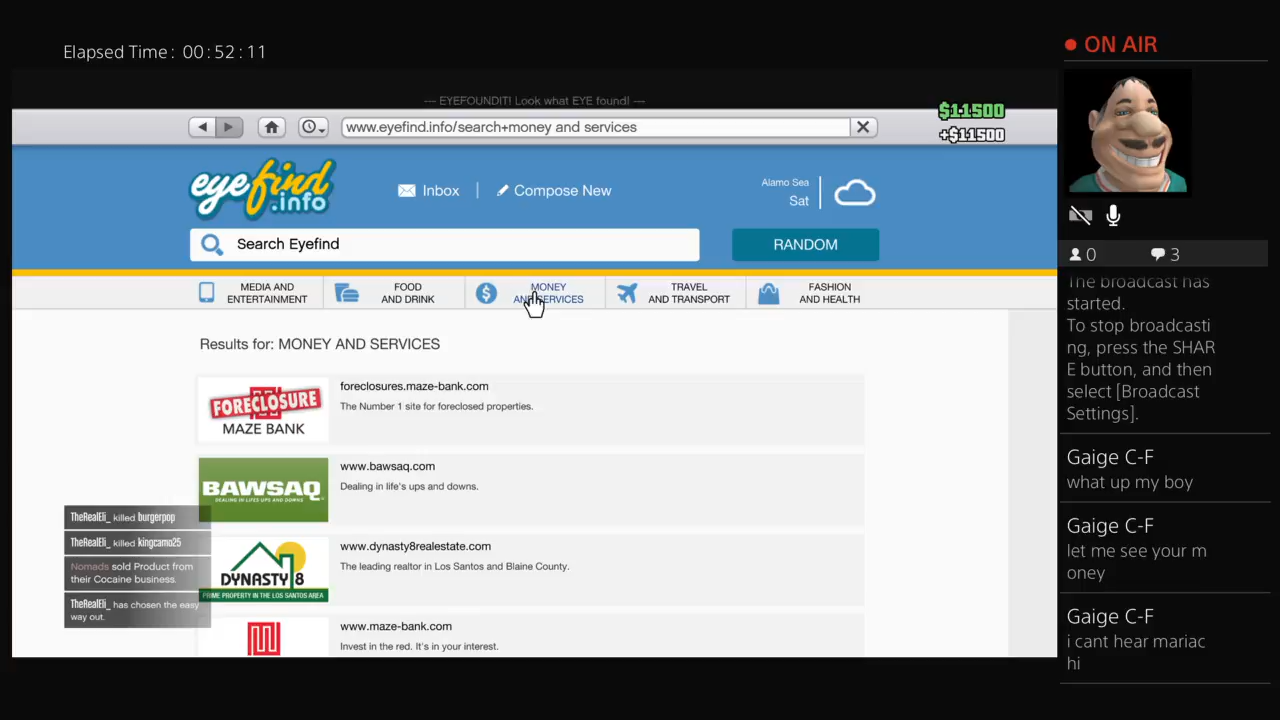 Elapsed Time: 00:52:11
ON AIR
--- EYEFOUNDIT! Look what EYE found! ---
www.eyefind.info/search+money and services
$11500
+$11500
eyefind.info
Inbox
Compose New
Alamo Sea
Sat
Search Eyefind
RANDOM
MEDIA AND ENTERTAINMENT
FOOD AND DRINK
MONEY AND SERVICES
TRAVEL AND TRANSPORT
FASHION AND HEALTH
Results for: MONEY AND SERVICES
FORECLOSURE
MAZE BANK
foreclosures.maze-bank.com
The Number 1 site for foreclosed properties.
BAWSAQ
DEALING IN LIFE'S UPS AND DOWNS
www.bawsaq.com
Dealing in life's ups and downs.
DYNASTY 8
PRIME PROPERTY IN THE LOS SANTOS AREA
www.dynasty8realestate.com
The leading realtor in Los Santos and Blaine County.
www.maze-bank.com
Invest in the red. It's in your interest.
TheRealEli_ killed burgerpop
TheRealEli_ killed kingcamo25
Nomads sold Product from
their Cocaine business.
TheRealEli_ has chosen the easy
way out.
0
3
The broadcast has
started.
To stop broadcasti
ng, press the SHAR
E button, and then
select [Broadcast
Settings].
Gaige C-F
what up my boy
Gaige C-F
let me see your m
oney
Gaige C-F
i cant hear mariac
hi